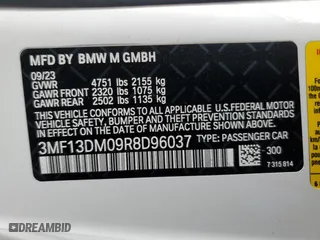 MFD BY BMW M GMBH
09/23
GVWR 4751 lbs 2155 kg
GAWR FRONT 2320 lbs 1075 kg
GAWR REAR 2502 lbs 1135 kg
THIS VEHICLE CONFORMS TO ALL APPLICABLE
U.S. FEDERAL MOTOR VEHICLE SAFETY,
BUMPER, AND THEFT PREVENTION STANDARDS
IN EFFECT ON THE DATE OF MANUFACTURE
SHOWN ABOVE.
3MF13DM09R8D96037 TYPE: PASSENGER CAR
300
7 315 814
DEALERSHIP